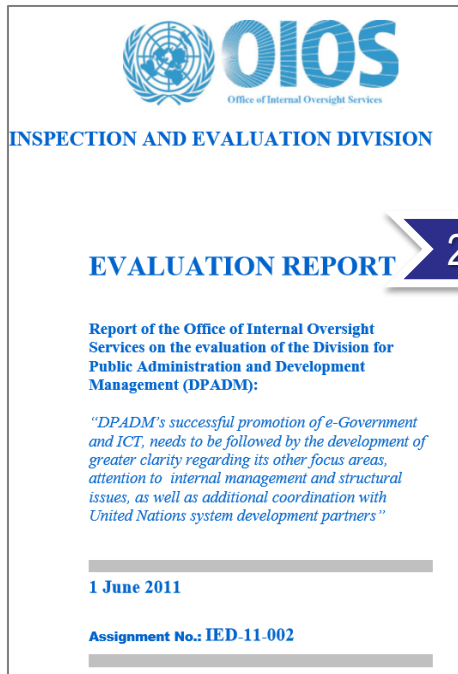 OIOS
Office of Internal Oversight Services
INSPECTION AND EVALUATION DIVISION
2
EVALUATION REPORT
Report of the Office of Internal Oversight
Services on the evaluation of the Division for
Public Administration and Development
Management (DPADM):
“DPADM’s successful promotion of e-Government
and ICT, needs to be followed by the development of
greater clarity regarding its other focus areas,
attention to internal management and structural
issues, as well as additional coordination with
United Nations system development partners”
1 June 2011
Assignment No.: IED-11-002